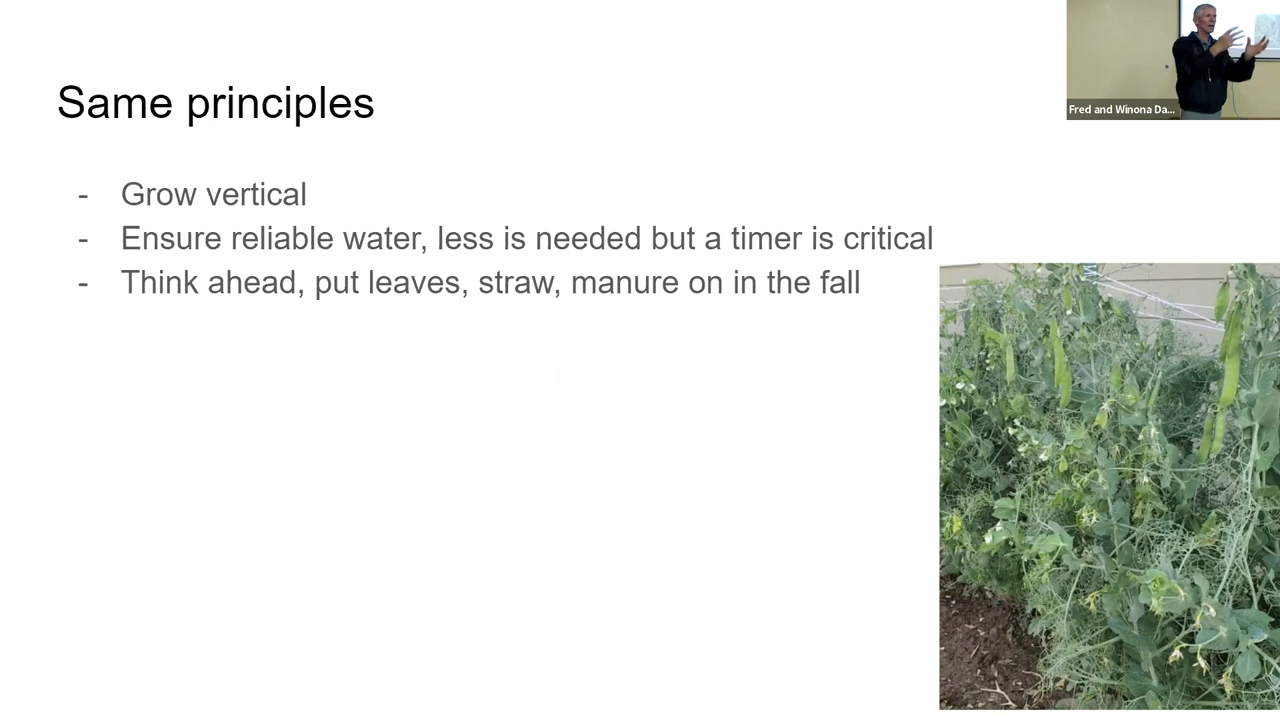 Same principles
- Grow vertical
- Ensure reliable water, less is needed but a timer is critical
- Think ahead, put leaves, straw, manure on in the fall
Fred and Winona Da...